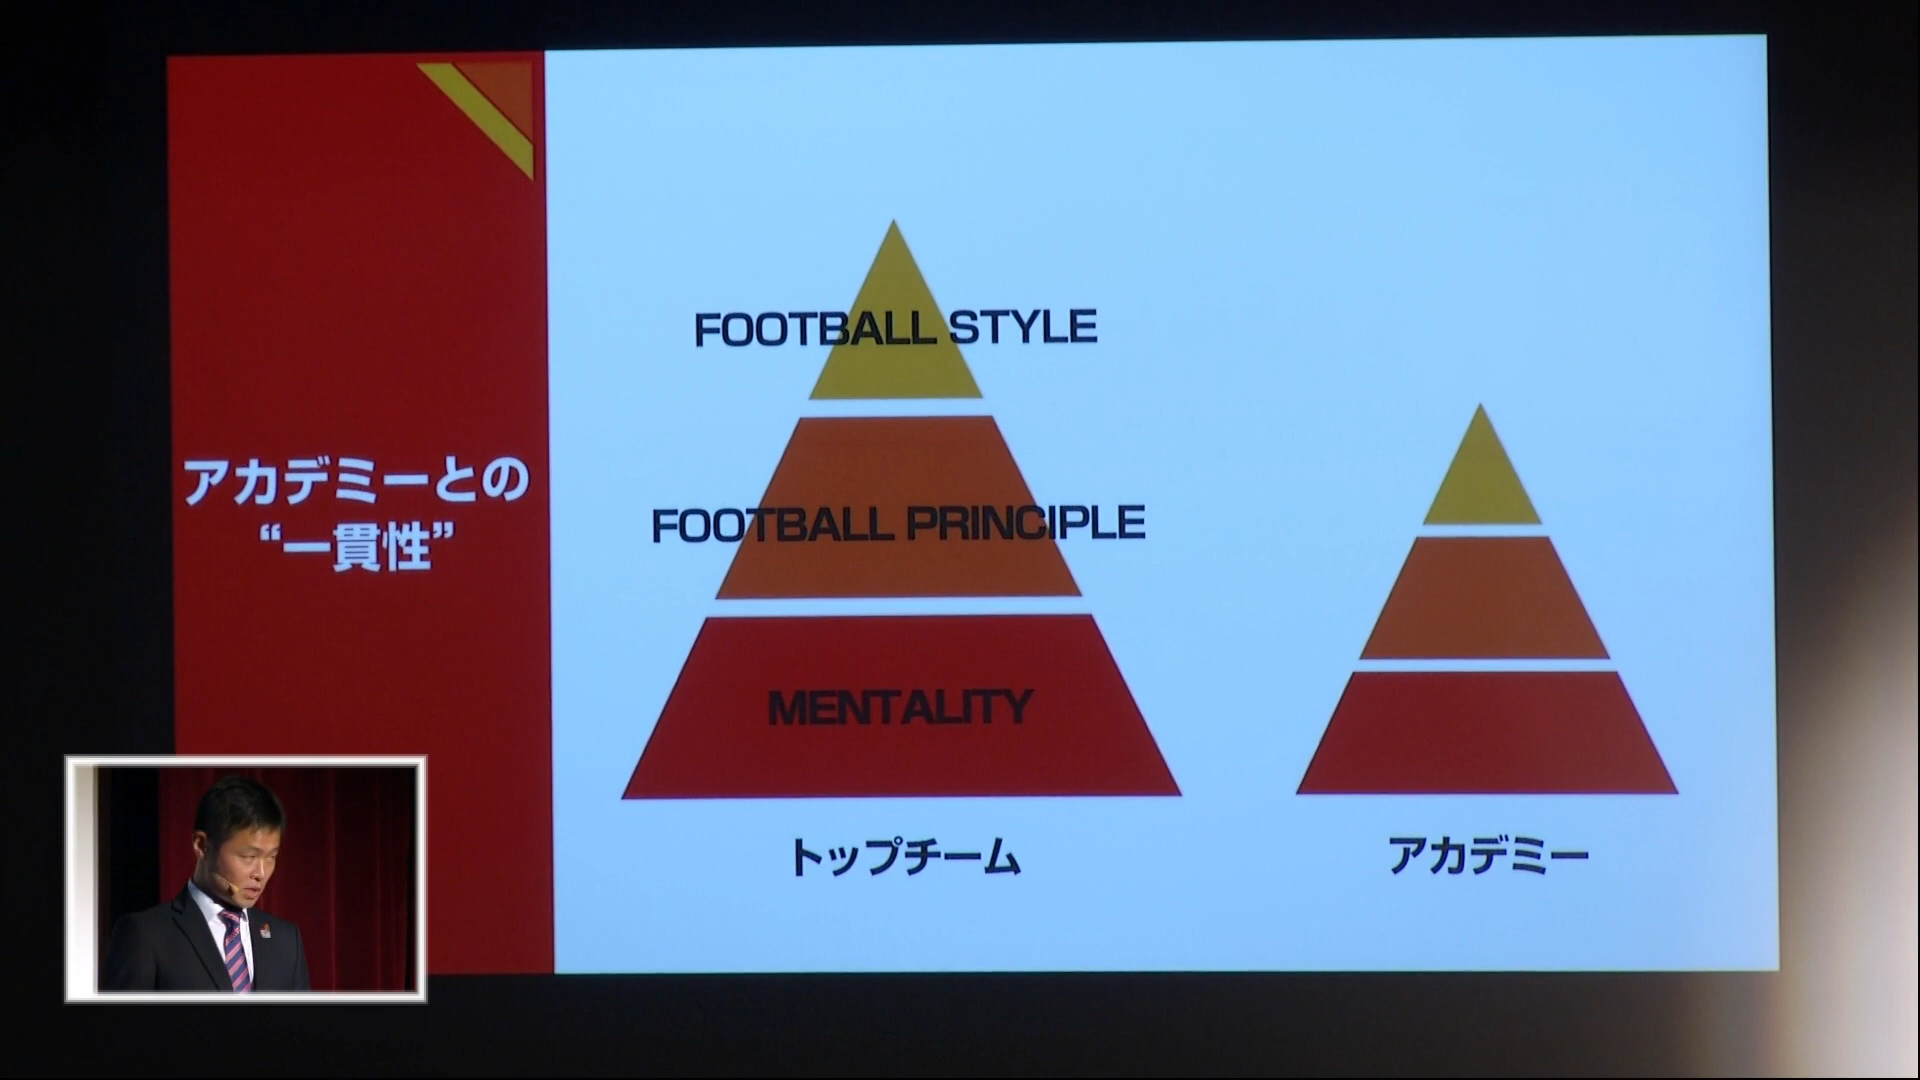 アカデミーとの
“一貫性”
FOOTBALL STYLE
FOOTBALL PRINCIPLE
MENTALITY
トップチーム
アカデミー